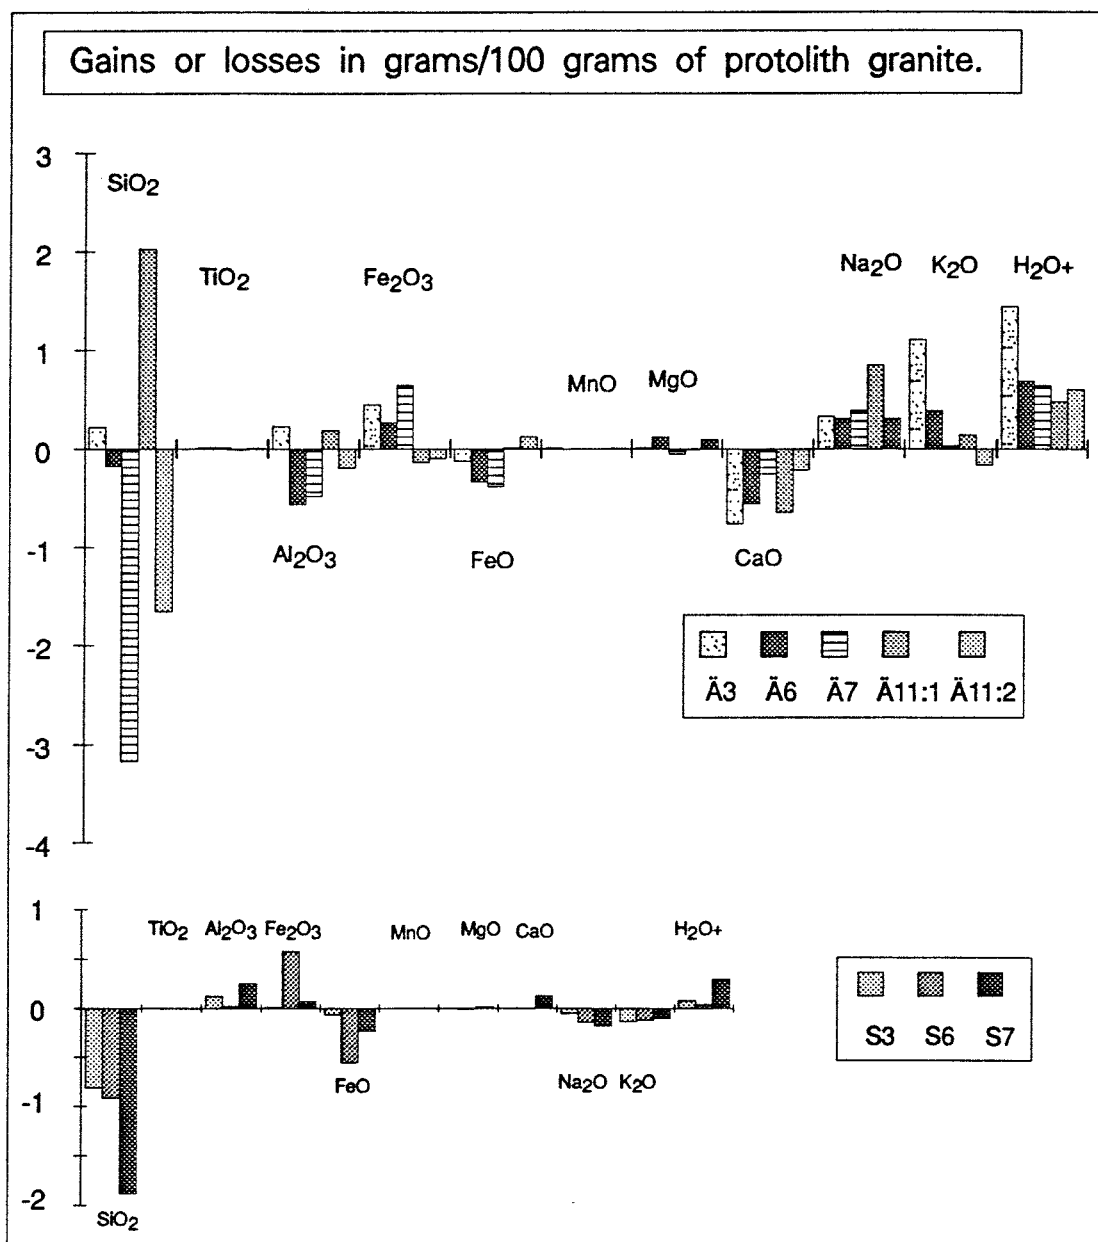 Gains or losses in grams/100 grams of protolith granite.
3
SiO2
2
TiO2
Fe2O3
Na2O K2O H2O+
1
MnO MgO
0
-1
Al2O3
FeO
CaO
-2
Ä3 Ä6 Ä7 Ä11:1 Ä11:2
-3
-4
1
TiO2 Al2O3 Fe2O3 MnO MgO CaO H2O+
0
S3 S6 S7
-1
FeO Na2O K2O
-2
SiO2